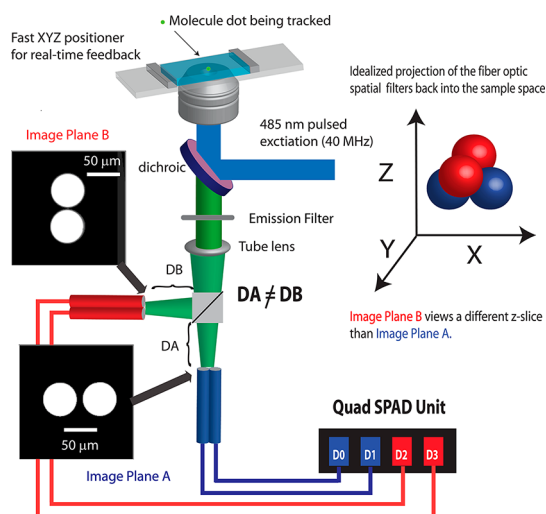 Molecule dot being tracked
Fast XYZ positioner
for real-time feedback
Idealized projection of the fiber optic
spatial filters back into the sample space
485 nm pulsed
exctiation (40 MHz)
Image Plane B
50 µm
dichroic
Z
Emission Filter
Y
X
Tube lens
DB
DA ≠ DB
Image Plane B views a different z-slice
than Image Plane A.
DA
50 µm
Quad SPAD Unit
D0
D1
D2
D3
Image Plane A